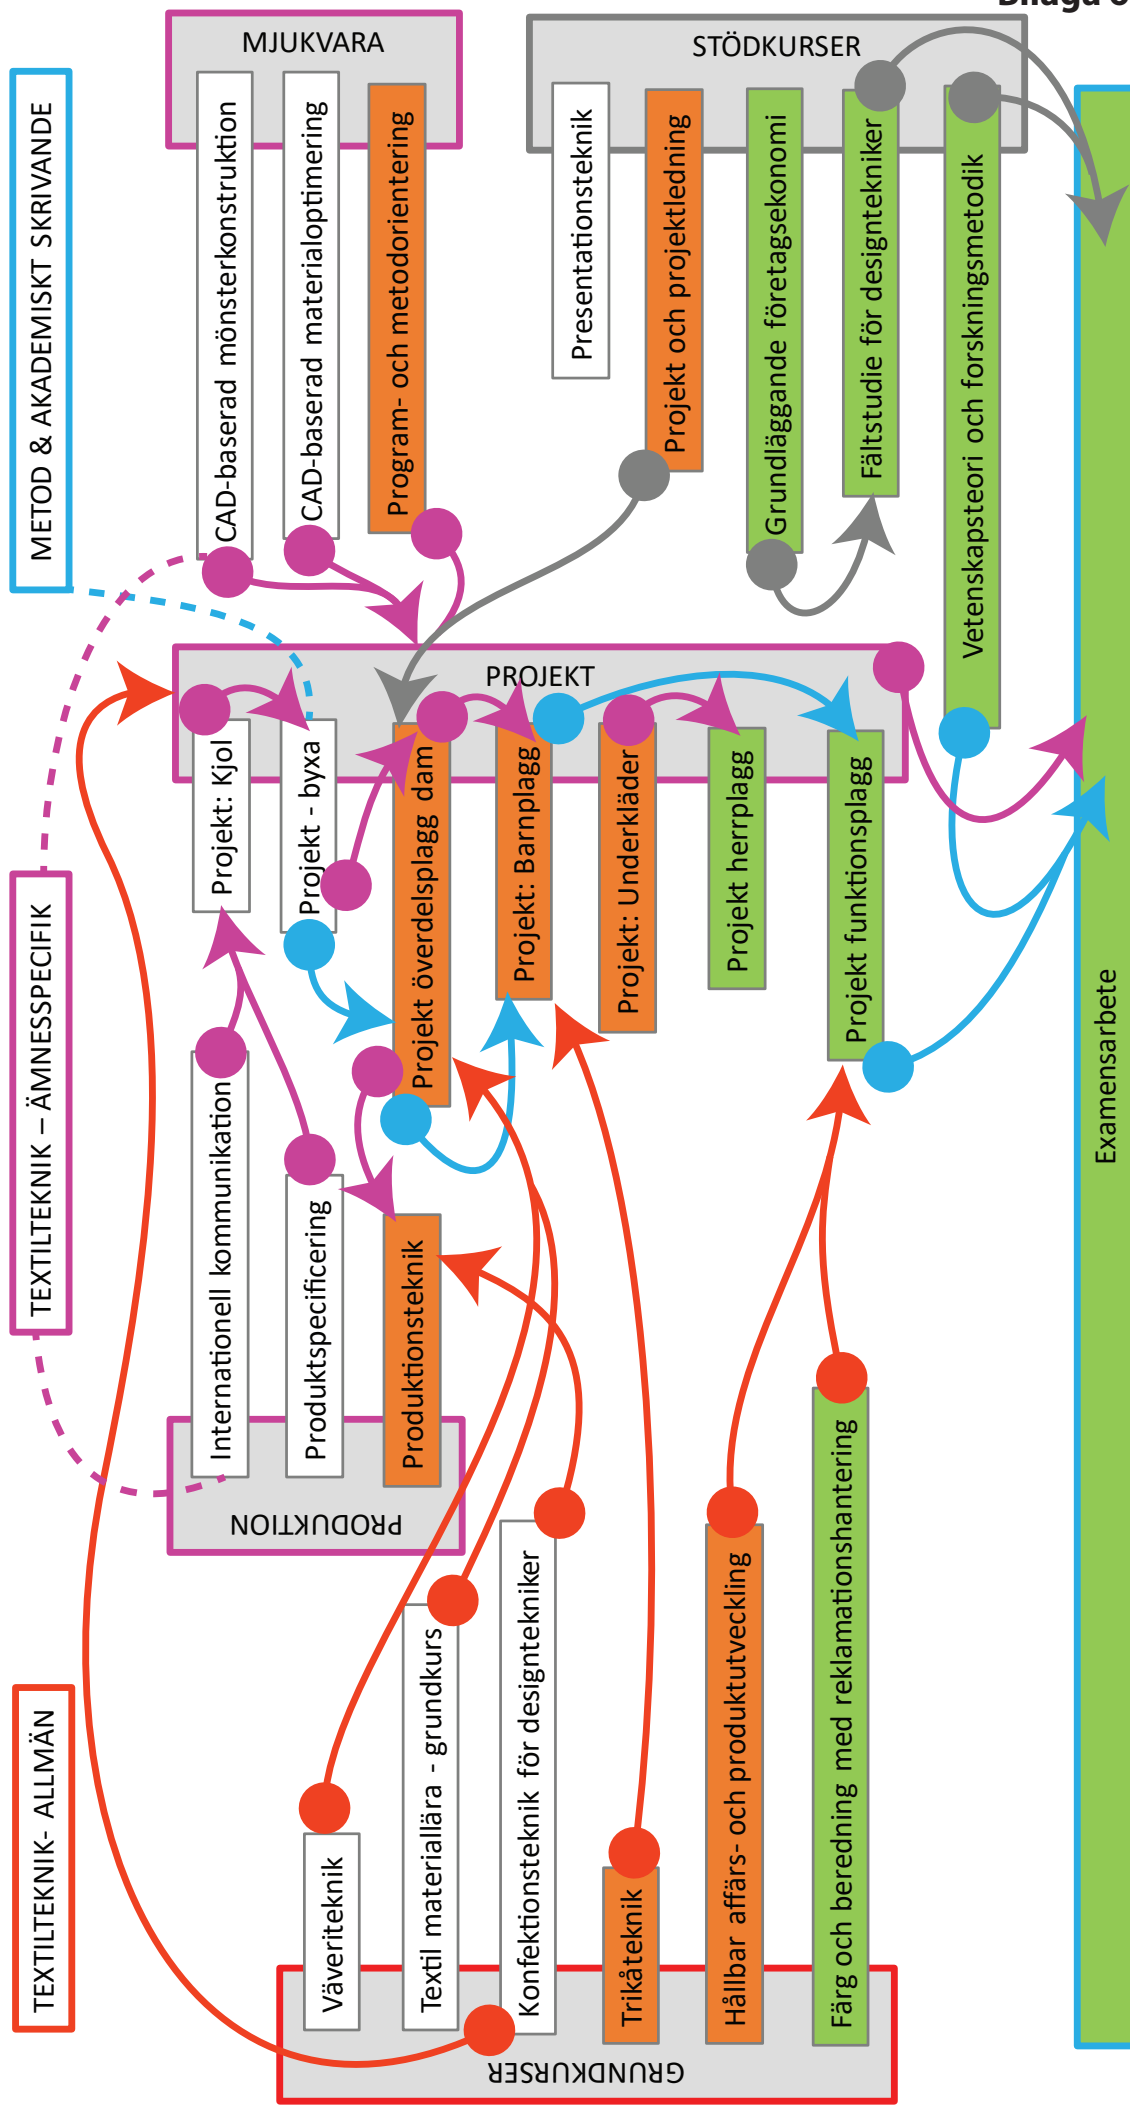 TEXTILTEKNIK- ALLMÄN
TEXTILTEKNIK – ÄMNESSPECIFIK
METOD & AKADEMISKT SKRIVANDE
GRUNDKURSER
Väveriteknik
Textil materiallära - grundkurs
Konfektionsteknik för designtekniker
Trikåteknik
Hållbar affärs- och produktutveckling
Färg och beredning med reklamationshantering
PRODUKTION
Internationell kommunikation
Produktspecificering
Produktionsteknik
PROJEKT
Projekt: Kjol
Projekt - byxa
Projekt överdelsplagg dam
Projekt: Barnplagg
Projekt: Underkläder
Projekt herrplagg
Projekt funktionsplagg
MJUKVARA
CAD-baserad mönsterkonstruktion
CAD-baserad materialoptimering
Program- och metodorientering
STÖDKURSER
Presentationsteknik
Projekt och projektledning
Grundläggande företagsekonomi
Fältstudie för designtekniker
Vetenskapsteori och forskningsmetodik
Examensarbete